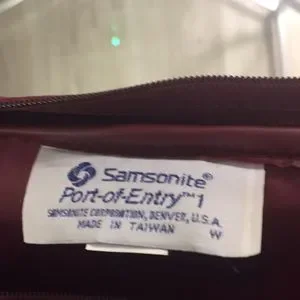 Samsonite®
Port-of-Entry™1
SAMSONITE CORPORATION, DENVER, U.S.A.
MADE IN TAIWAN
W